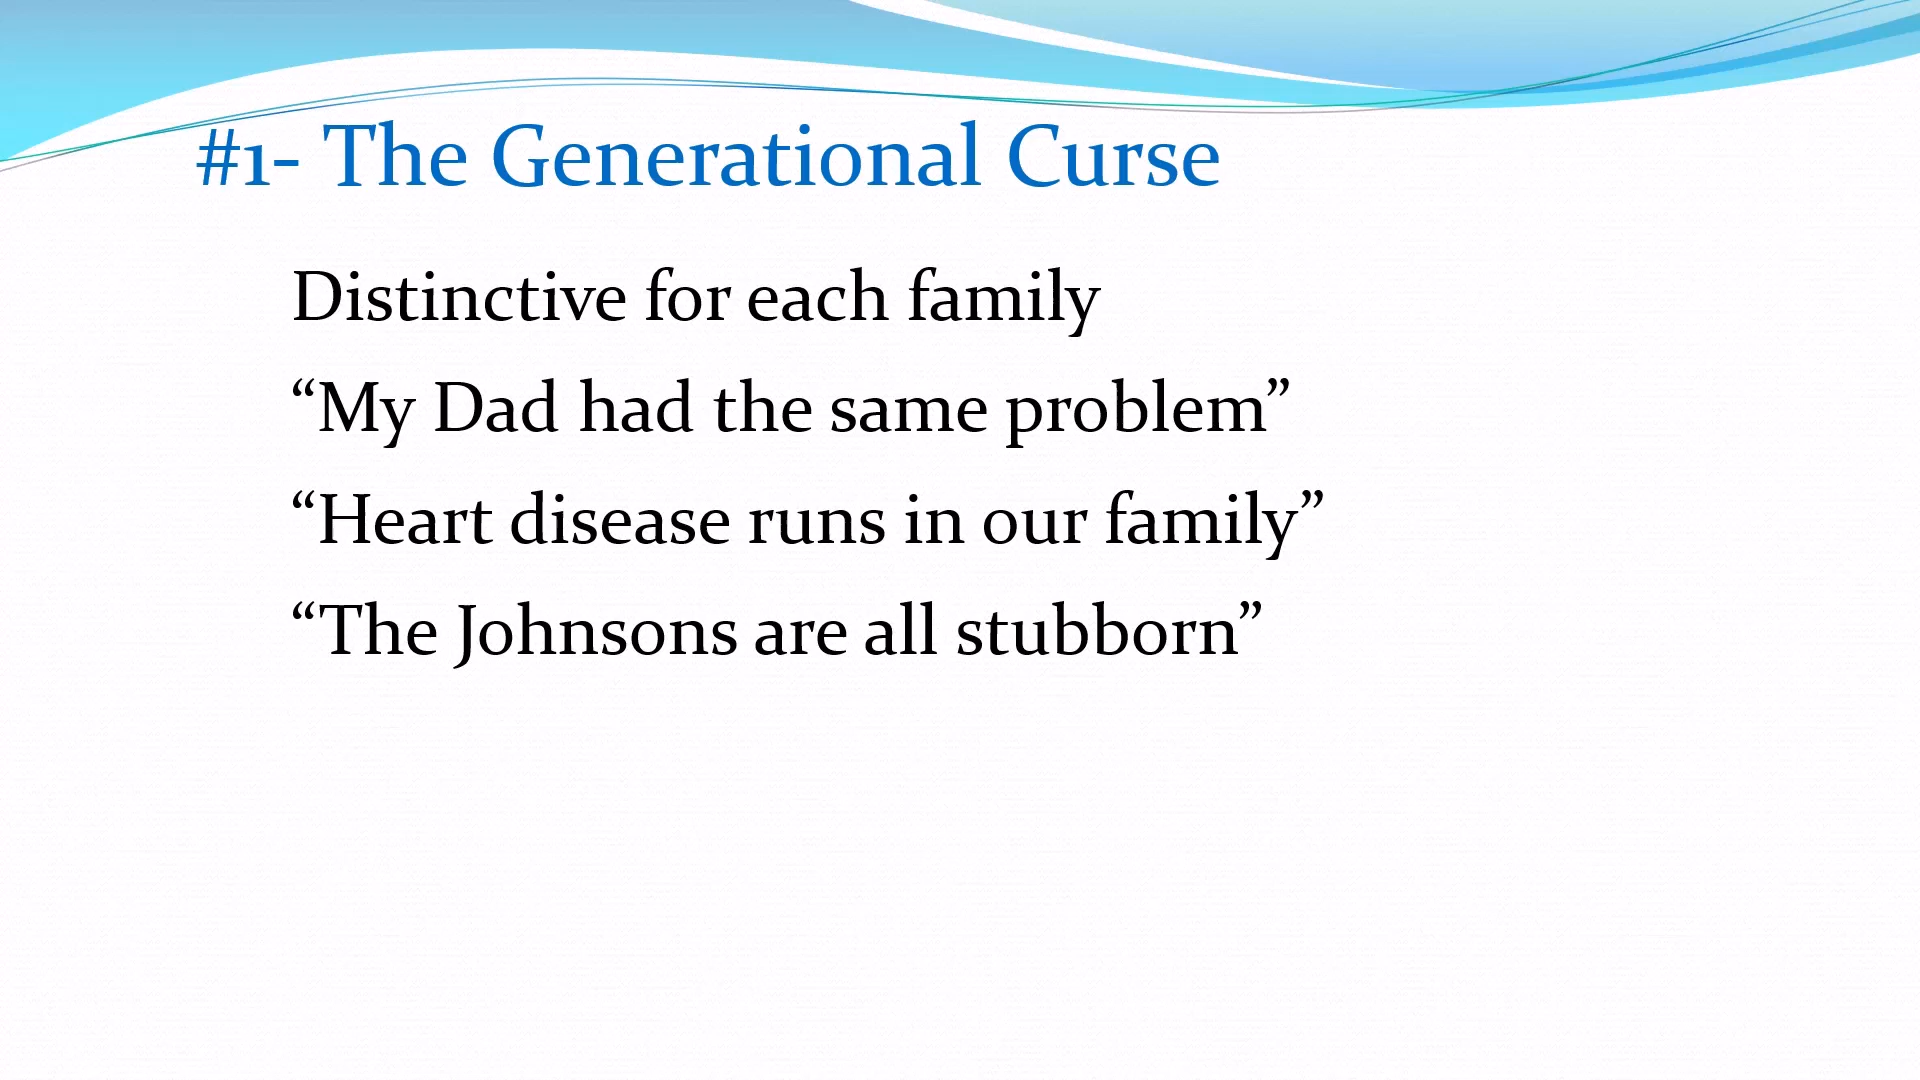 #1- The Generational Curse
Distinctive for each family
“My Dad had the same problem”
“Heart disease runs in our family”
“The Johnsons are all stubborn”